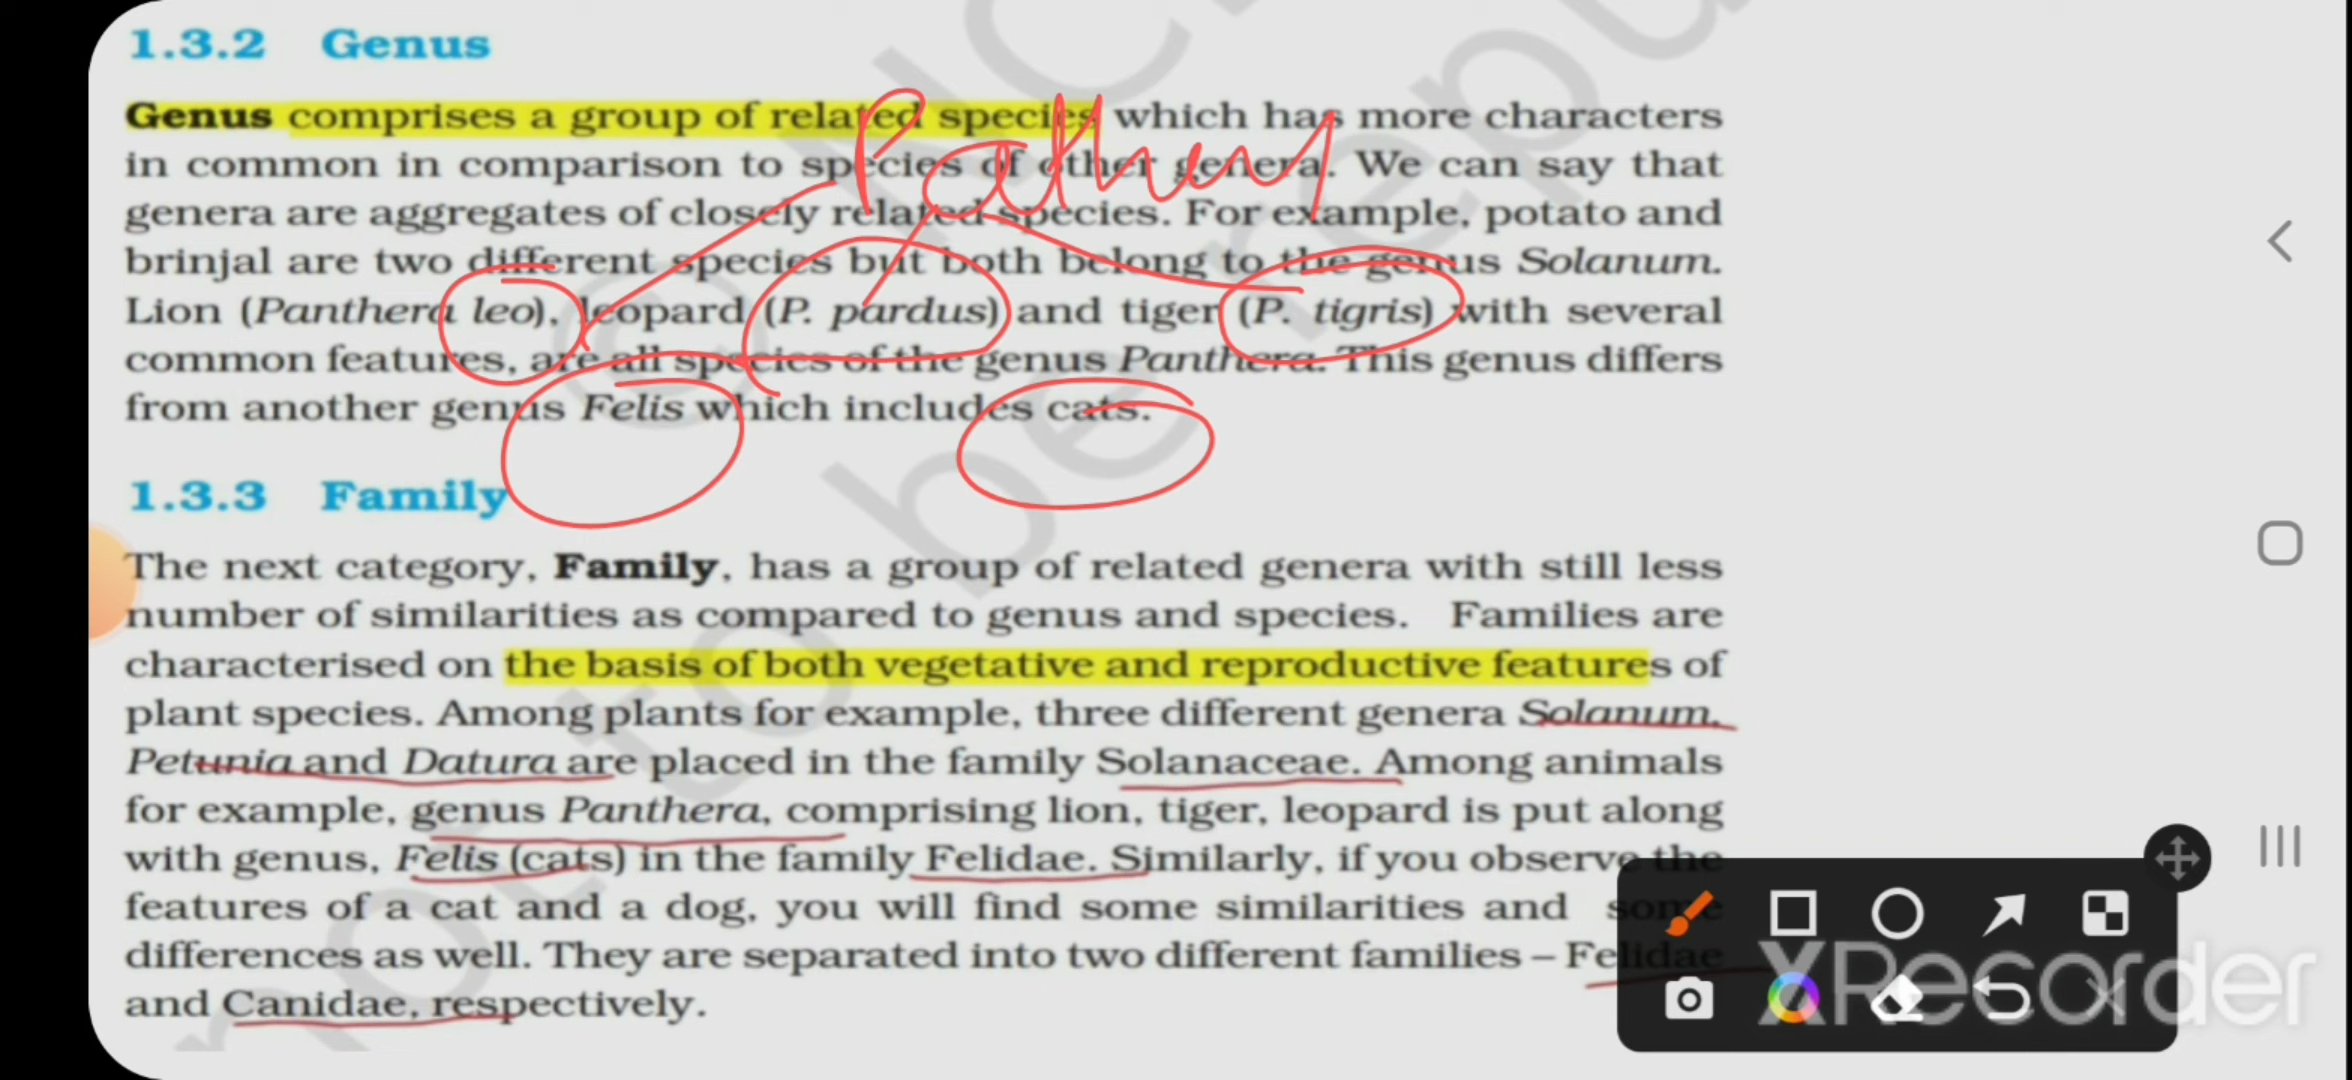 1.3.2 Genus
Genus comprises a group of related species which has more characters
in common in comparison to species of other genera. We can say that
genera are aggregates of closely related species. For example, potato and
brinjal are two different species but both belong to the genus Solanum.
Lion (Panthera leo), leopard (P. pardus) and tiger (P. tigris) with several
common features, are all species of the genus Panthera. This genus differs
from another genus Felis which includes cats.
1.3.3 Family
The next category, Family, has a group of related genera with still less
number of similarities as compared to genus and species. Families are
characterised on the basis of both vegetative and reproductive features of
plant species. Among plants for example, three different genera Solanum,
Petunia and Datura are placed in the family Solanaceae. Among animals
for example, genus Panthera, comprising lion, tiger, leopard is put along
with genus, Felis (cats) in the family Felidae. Similarly, if you observe the
features of a cat and a dog, you will find some similarities and some
differences as well. They are separated into two different families – Felidae
and Canidae, respectively.
XRecorder